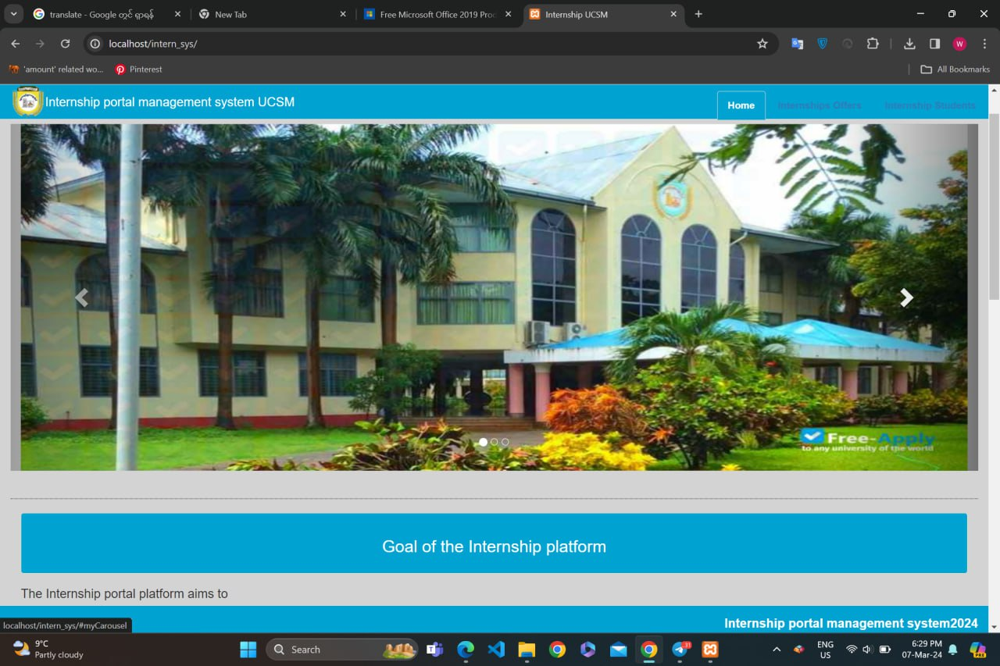 translate - Google တွင် ရှာရန်
New Tab
Free Microsoft Office 2019 Proc
Internship UCSM
localhost/intern_sys/
W
'amount' related wo...
Pinterest
All Bookmarks
Internship portal management system UCSM
Home
Internships Offers
Internship Students
Free-Apply
to any university of the world
Goal of the Internship platform
The Internship portal platform aims to
Internship portal management system2024
localhost/intern_sys/#myCarousel
9°C
Partly cloudy
Search
31
ENG
US
6:29 PM
07-Mar-24
PRE